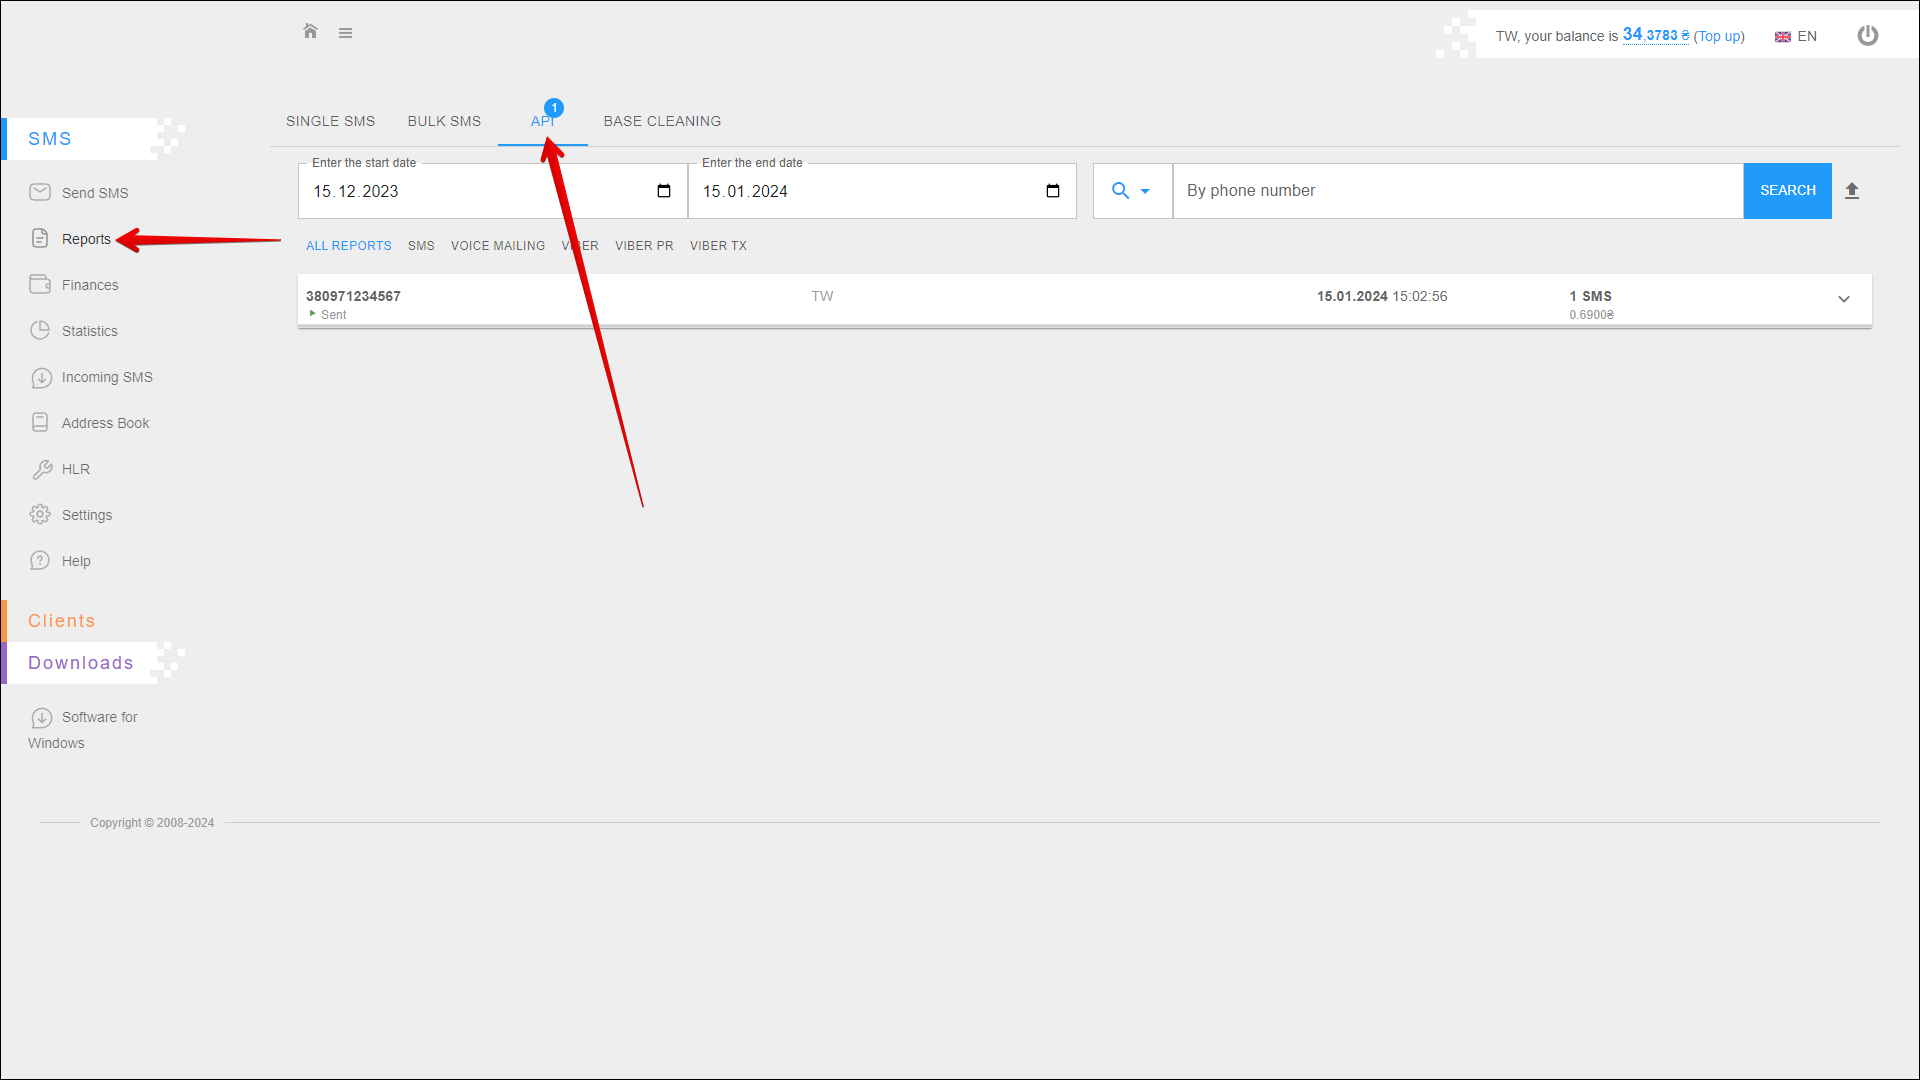 TW, your balance is 34,3783 ₴ (Top up) EN
SINGLE SMS BULK SMS API 1 BASE CLEANING
SMS
Enter the start date Enter the end date
15.12.2023 15.01.2024 By phone number SEARCH
Send SMS
Reports
Finances
Statistics
Incoming SMS
Address Book
HLR
Settings
Help
ALL REPORTS SMS VOICE MAILING VIBER VIBER PR VIBER TX
380971234567 TW 15.01.2024 15:02:56 1 SMS
Sent 0.6900₴
Clients
Downloads
Software for
Windows
Copyright © 2008-2024